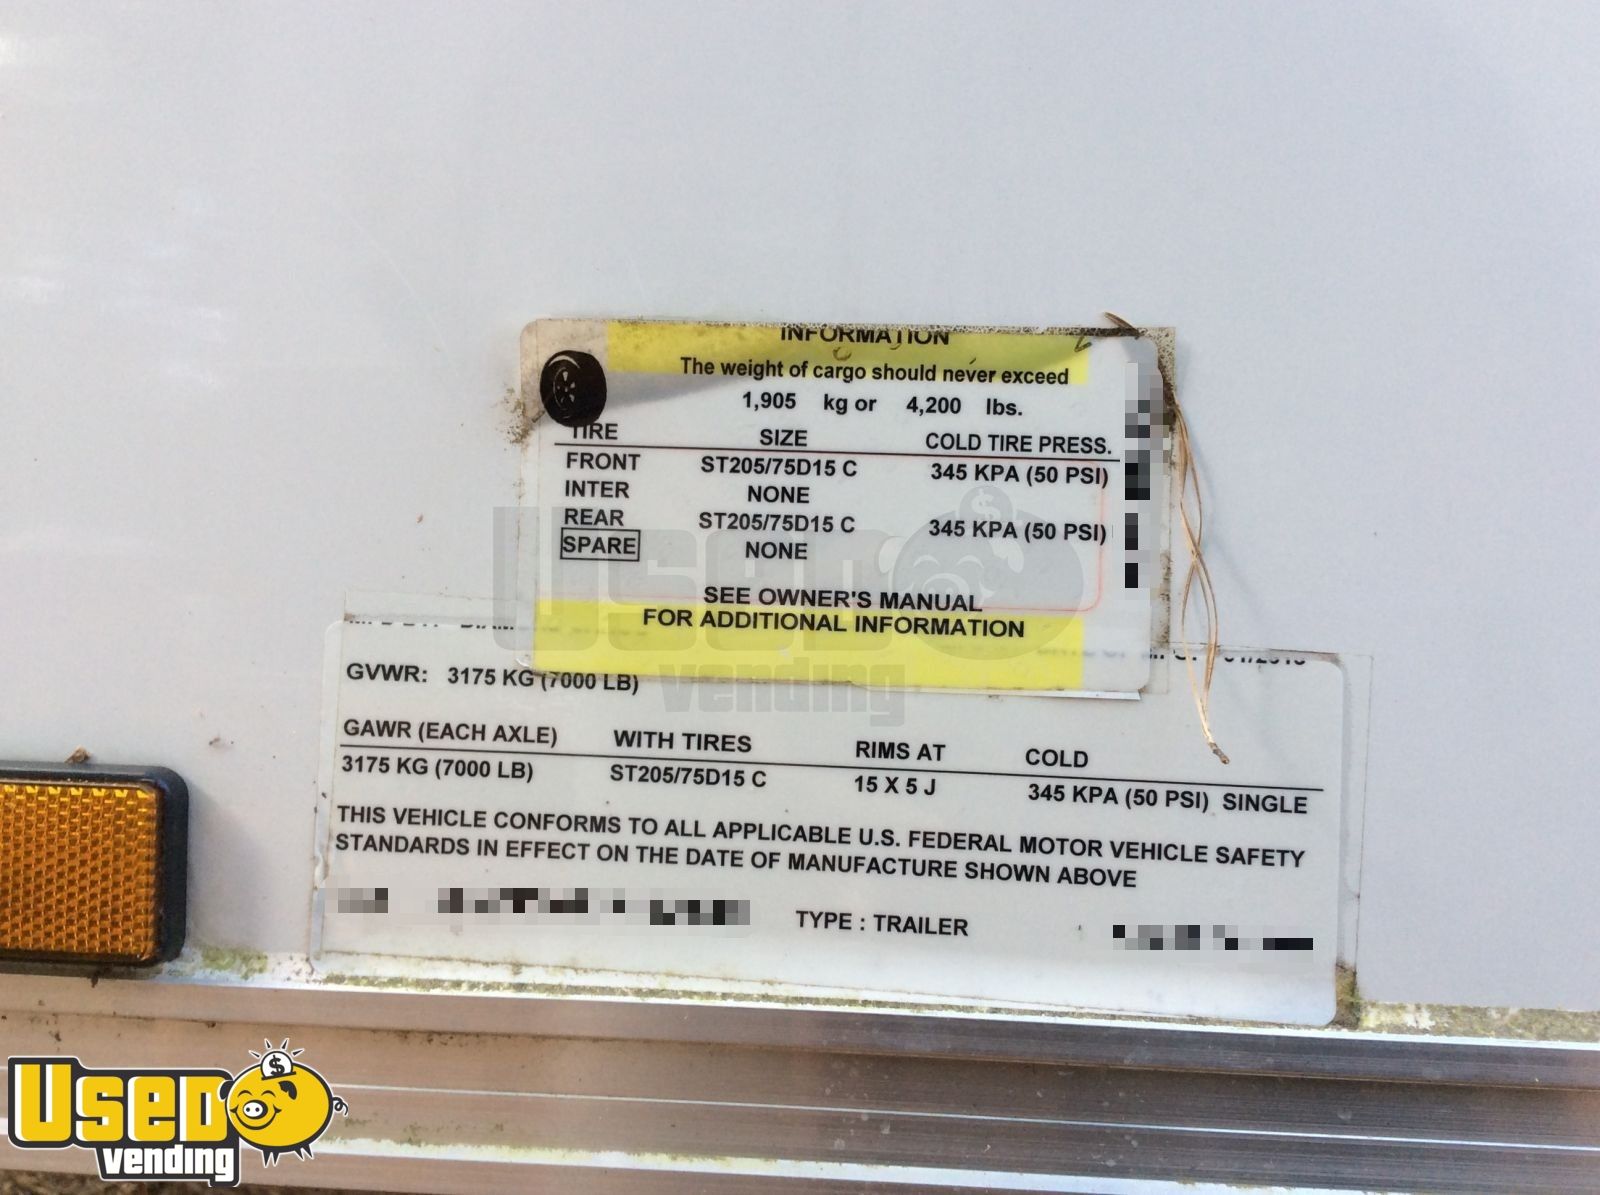 INFORMATION
The weight of cargo should never exceed
1,905 kg or 4,200 lbs.
TIRE SIZE COLD TIRE PRESS.
FRONT ST205/75D15 C 345 KPA (50 PSI)
INTER NONE
REAR ST205/75D15 C 345 KPA (50 PSI)
SPARE NONE
SEE OWNER'S MANUAL
FOR ADDITIONAL INFORMATION
GVWR: 3175 KG (7000 LB)
GAWR (EACH AXLE) WITH TIRES RIMS AT COLD
3175 KG (7000 LB) ST205/75D15 C 15 X 5 J 345 KPA (50 PSI) SINGLE
THIS VEHICLE CONFORMS TO ALL APPLICABLE U.S. FEDERAL MOTOR VEHICLE SAFETY
STANDARDS IN EFFECT ON THE DATE OF MANUFACTURE SHOWN ABOVE
TYPE : TRAILER
USED
vending
USED
vending